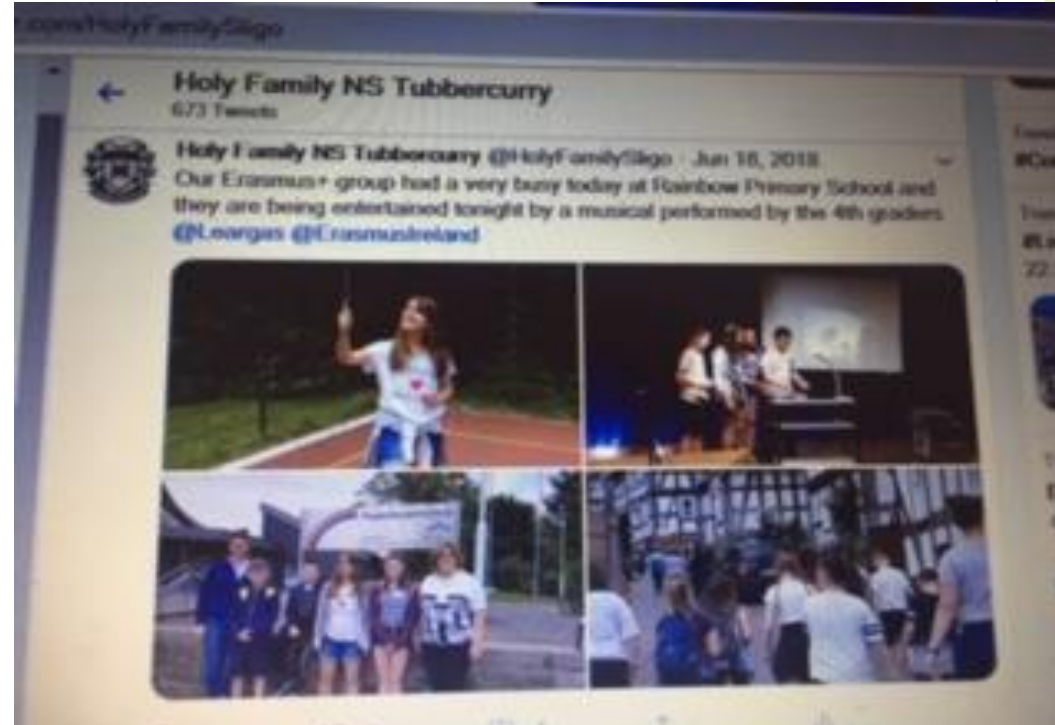 r.com/HolyFamilySligo
Holy Family NS Tubbercurry
673 Tweets
Holy Family NS Tubbercurry @HolyFamilySligo · Jun 18, 2018
Our Erasmus+ group had a very busy today at Rainbow Primary School and
they are being entertained tonight by a musical performed by the 4th graders
@Leargas @ErasmusIreland
22